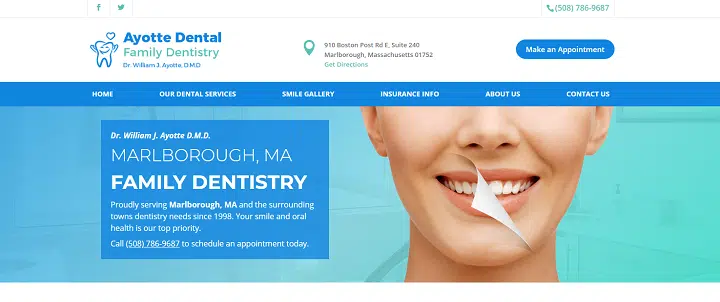 (508) 786-9687
Ayotte Dental
Family Dentistry
Dr. William J. Ayotte, D.M.D
910 Boston Post Rd E, Suite 240
Marlborough, Massachusetts 01752
Get Directions
Make an Appointment
HOME OUR DENTAL SERVICES SMILE GALLERY INSURANCE INFO ABOUT US CONTACT US
Dr. William J. Ayotte D.M.D.
MARLBOROUGH, MA
FAMILY DENTISTRY
Proudly serving Marlborough, MA and the surrounding
towns dentistry needs since 1998. Your smile and oral
health is our top priority.
Call (508) 786-9687 to schedule an appointment today.